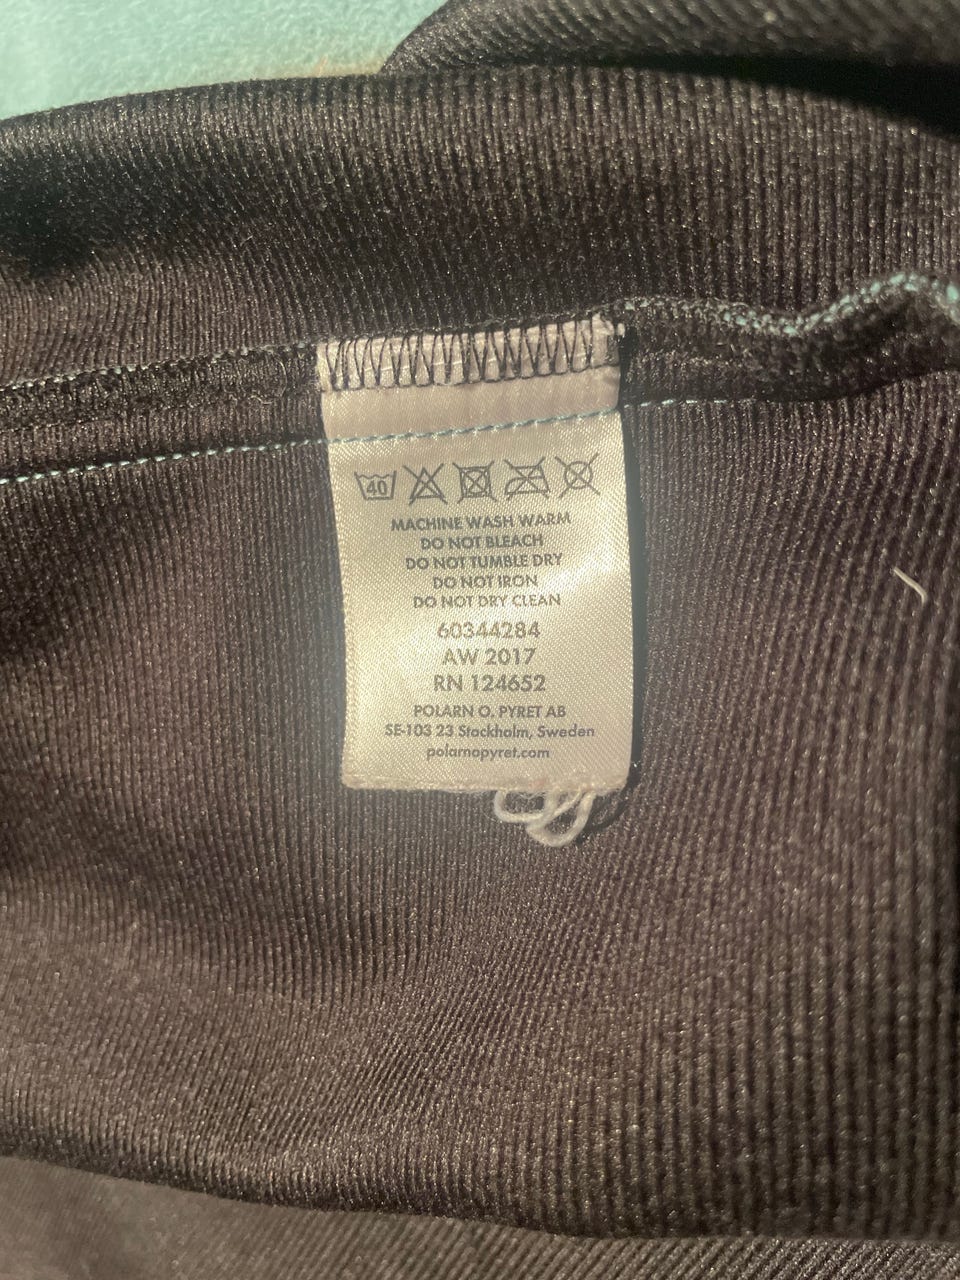 40
MACHINE WASH WARM
DO NOT BLEACH
DO NOT TUMBLE DRY
DO NOT IRON
DO NOT DRY CLEAN
60344284
AW 2017
RN 124652
POLARN O. PYRET AB
SE-103 23 Stockholm, Sweden
polarnopyret.com